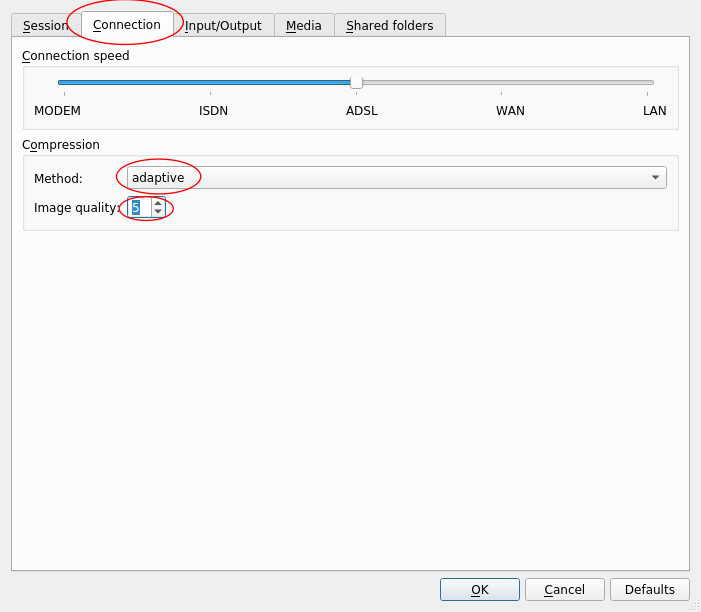 Session Connection Input/Output Media Shared folders
Connection speed
MODEM ISDN ADSL WAN LAN
Compression
Method: adaptive
Image quality: 5
OK Cancel Defaults